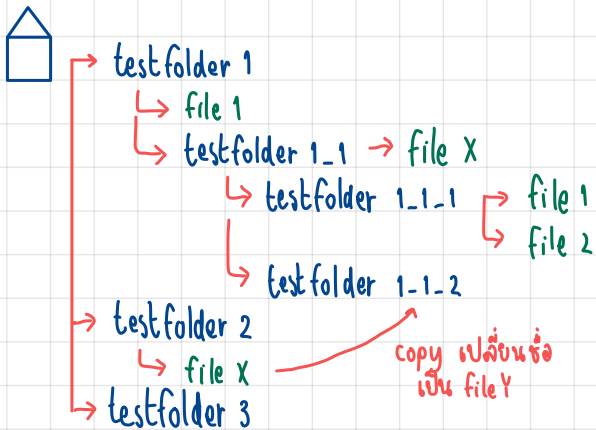 testfolder 1
file 1
testfolder 1_1 → file X
testfolder 1_1_1
file 1
file 2
testfolder 1_1_2
testfolder 2
file X
copy เปลี่ยนชื่อ
เป็น file Y
testfolder 3